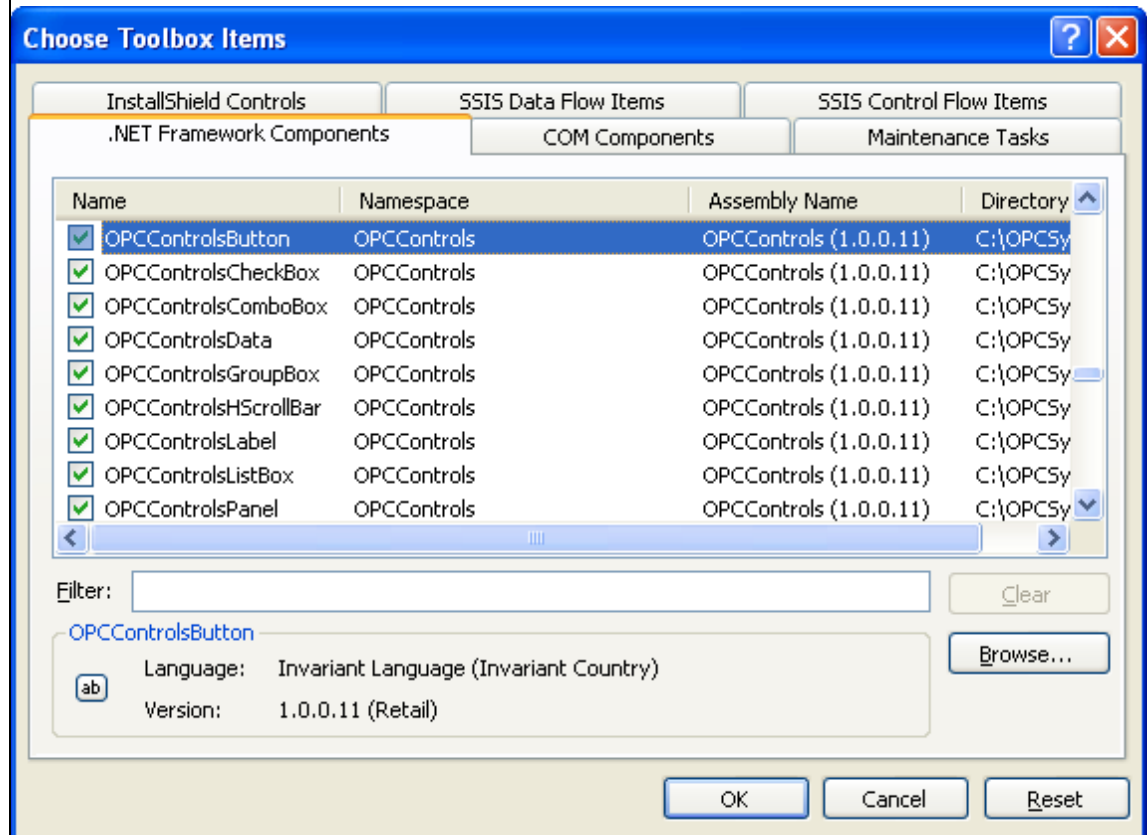 Choose Toolbox Items
InstallShield Controls SSIS Data Flow Items SSIS Control Flow Items
.NET Framework Components COM Components Maintenance Tasks
Name Namespace Assembly Name Directory
OPCControlsButton OPCControls OPCControls (1.0.0.11) C:\OPCSy
OPCControlsCheckBox OPCControls OPCControls (1.0.0.11) C:\OPCSy
OPCControlsComboBox OPCControls OPCControls (1.0.0.11) C:\OPCSy
OPCControlsData OPCControls OPCControls (1.0.0.11) C:\OPCSy
OPCControlsGroupBox OPCControls OPCControls (1.0.0.11) C:\OPCSy
OPCControlsHScrollBar OPCControls OPCControls (1.0.0.11) C:\OPCSy
OPCControlsLabel OPCControls OPCControls (1.0.0.11) C:\OPCSy
OPCControlsListBox OPCControls OPCControls (1.0.0.11) C:\OPCSy
OPCControlsPanel OPCControls OPCControls (1.0.0.11) C:\OPCSy
Filter: Clear
OPCControlsButton
Browse...
ab
Language: Invariant Language (Invariant Country)
Version: 1.0.0.11 (Retail)
OK Cancel Reset